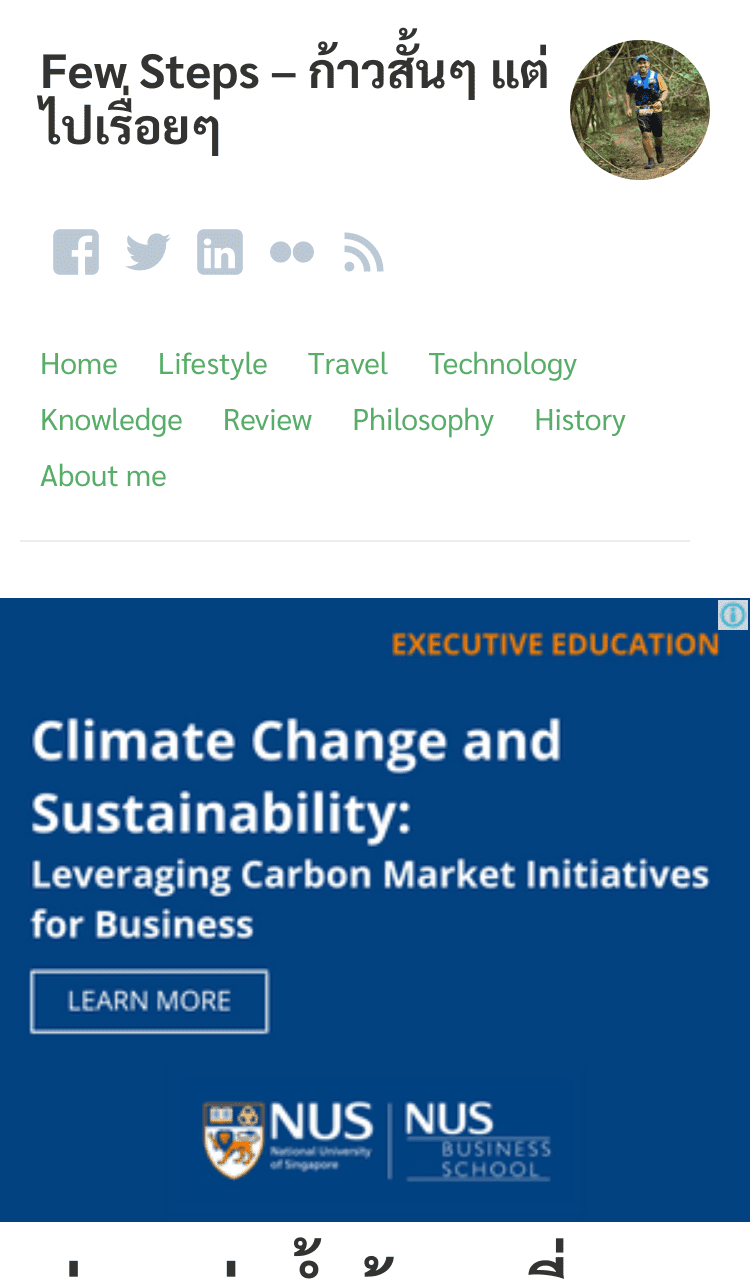 Few Steps – ก้าวสั้นๆ แต่
ไปเรื่อยๆ
Home Lifestyle Travel Technology
Knowledge Review Philosophy History
About me
EXECUTIVE EDUCATION
Climate Change and
Sustainability:
Leveraging Carbon Market Initiatives
for Business
LEARN MORE
NUS
National University
of Singapore
NUS
BUSINESS
SCHOOL